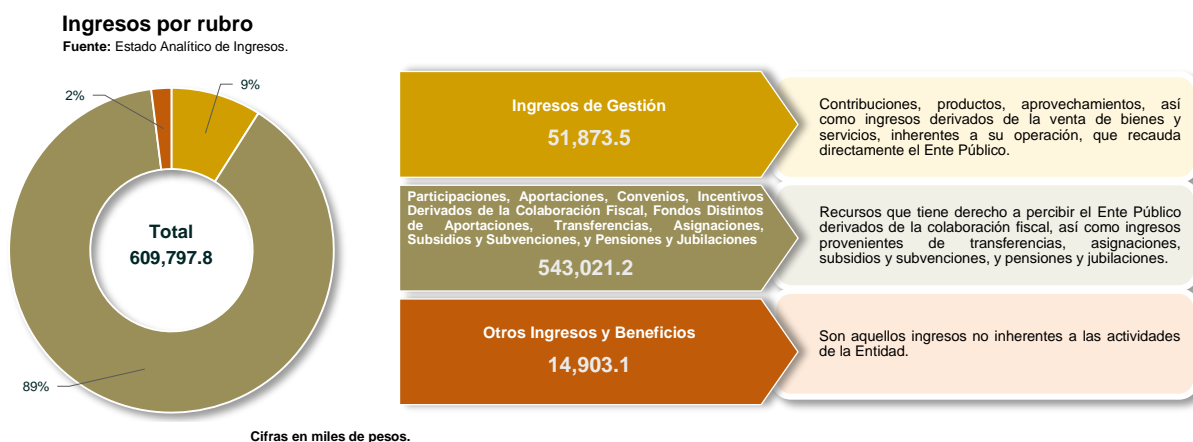 Ingresos por rubro
Fuente: Estado Analítico de Ingresos.
9%
2%
Total
609,797.8
89%
Ingresos de Gestión
51,873.5
Contribuciones, productos, aprovechamientos, así
como ingresos derivados de la venta de bienes y
servicios, inherentes a su operación, que recauda
directamente el Ente Público.
Participaciones, Aportaciones, Convenios, Incentivos
Derivados de la Colaboración Fiscal, Fondos Distintos
de Aportaciones, Transferencias, Asignaciones,
Subsidios y Subvenciones, y Pensiones y Jubilaciones
543,021.2
Recursos que tiene derecho a percibir el Ente Público
derivados de la colaboración fiscal, así como ingresos
provenientes de transferencias, asignaciones,
subsidios y subvenciones, y pensiones y jubilaciones.
Otros Ingresos y Beneficios
14,903.1
Son aquellos ingresos no inherentes a las actividades
de la Entidad.
Cifras en miles de pesos.